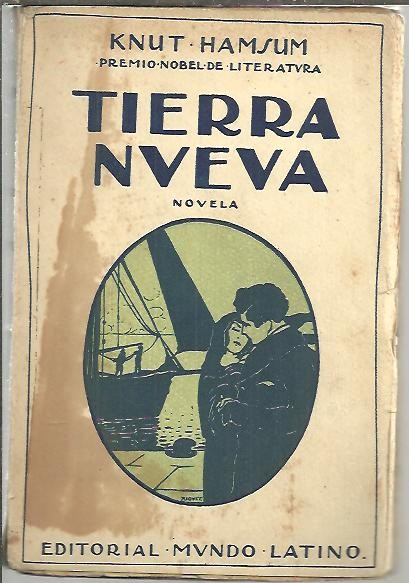 KNUT · HAMSUM
· PREMIO · NOBEL · DE · LITERATVRA
TIERRA
NVEVA
NOVELA
EDITORIAL · MVNDO · LATINO.